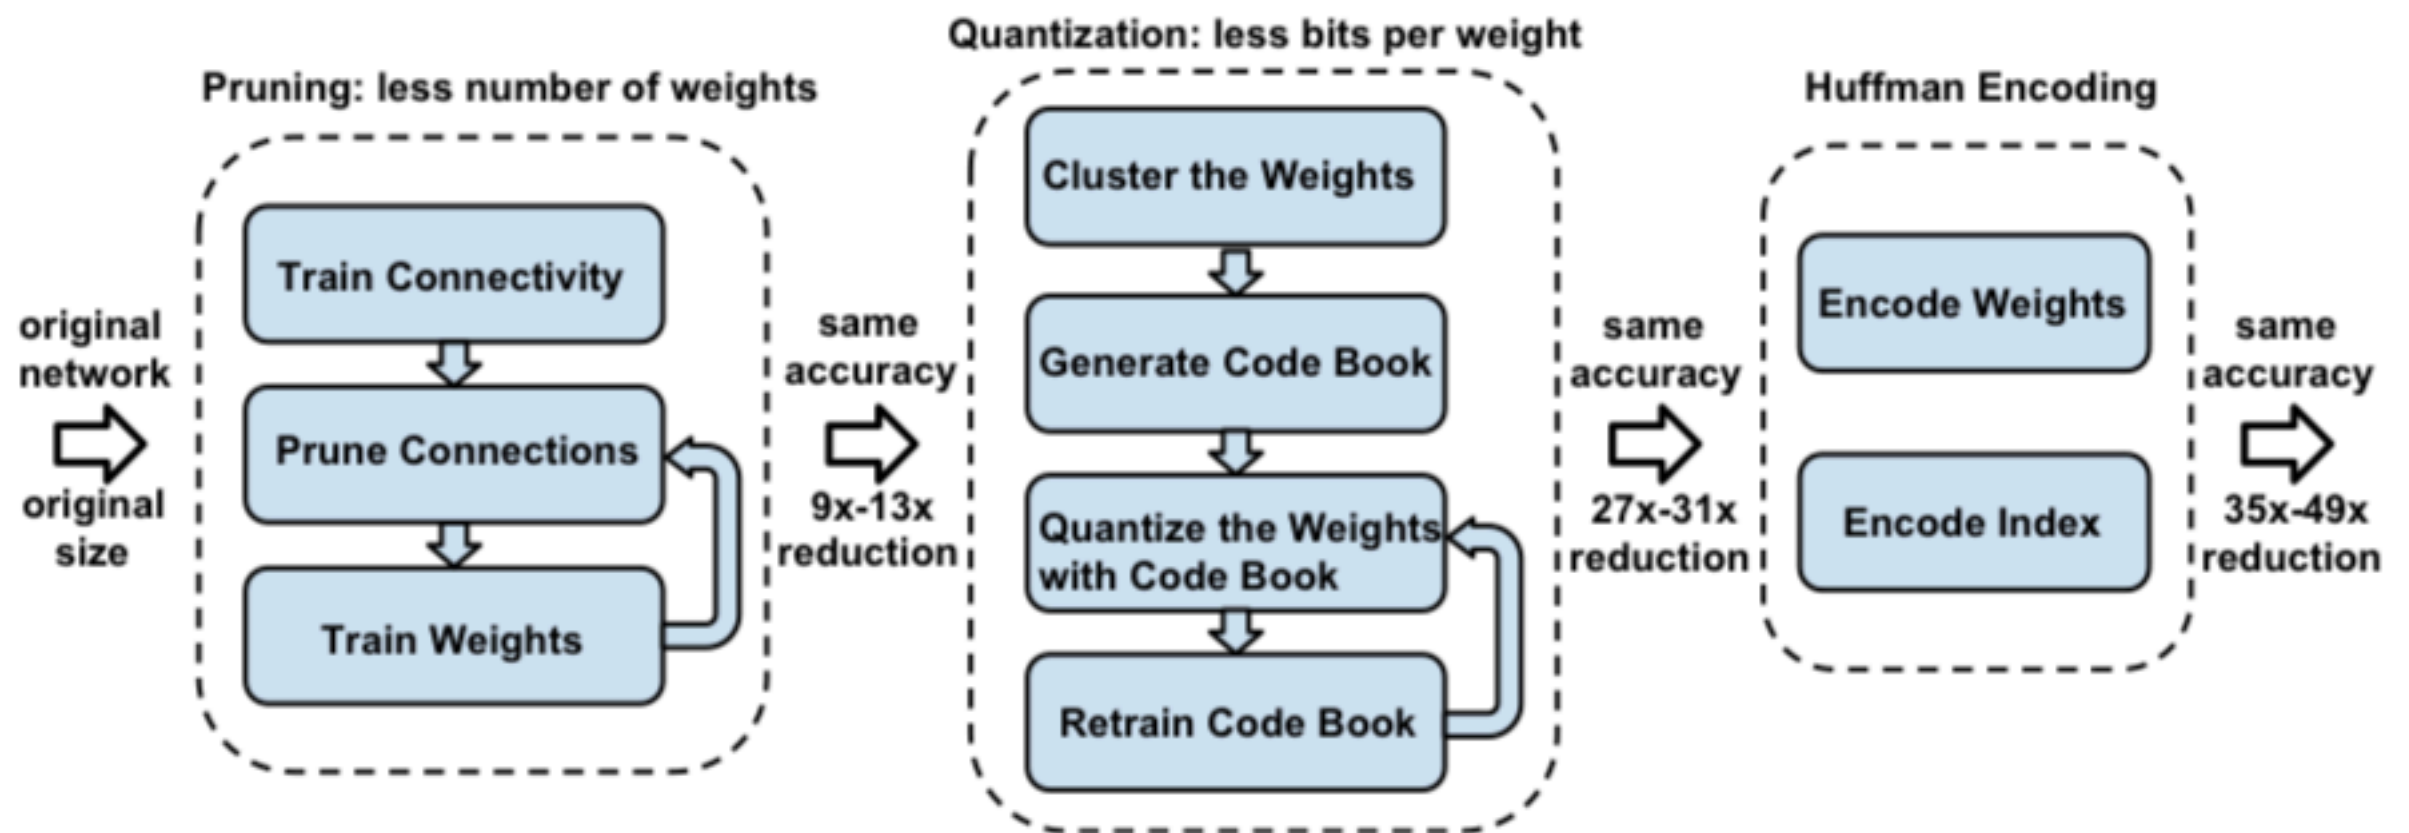 original
network
original
size
Pruning: less number of weights
Train Connectivity
Prune Connections
Train Weights
same
accuracy
9x-13x
reduction
Quantization: less bits per weight
Cluster the Weights
Generate Code Book
Quantize the Weights
with Code Book
Retrain Code Book
same
accuracy
27x-31x
reduction
Huffman Encoding
Encode Weights
Encode Index
same
accuracy
35x-49x
reduction